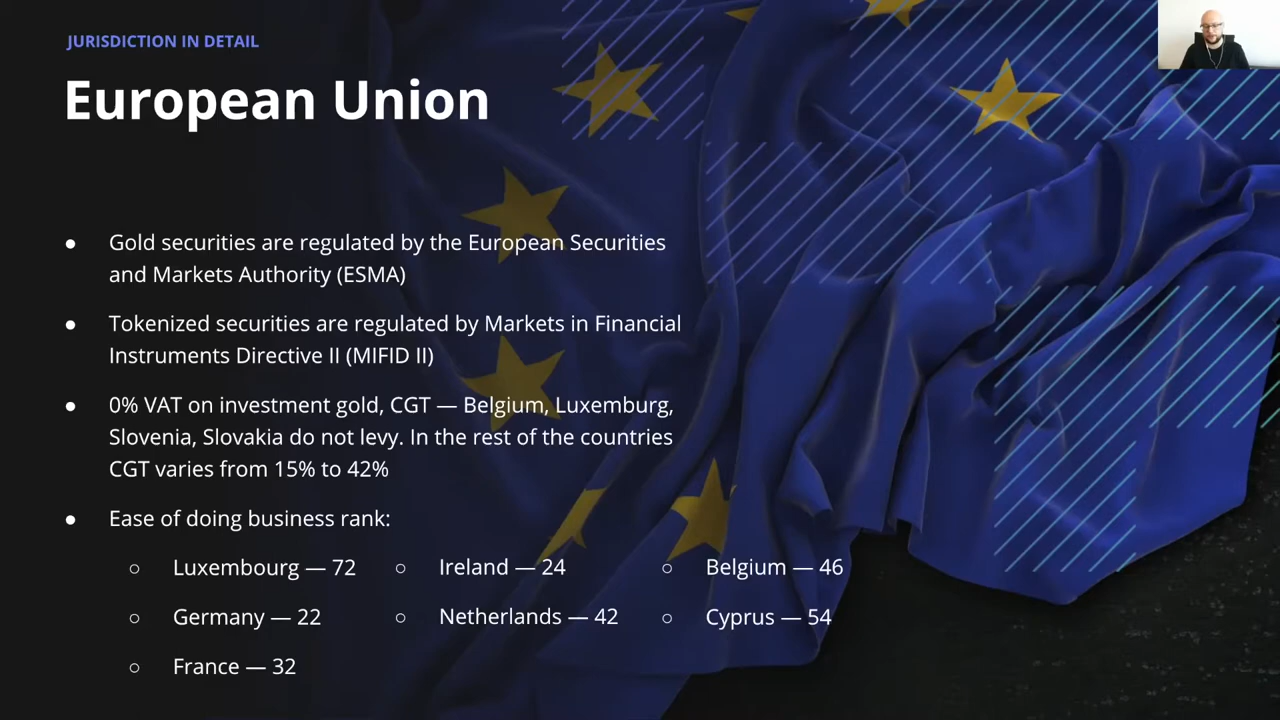 JURISDICTION IN DETAIL
European Union
● Gold securities are regulated by the European Securities
and Markets Authority (ESMA)
● Tokenized securities are regulated by Markets in Financial
Instruments Directive II (MIFID II)
● 0% VAT on investment gold, CGT — Belgium, Luxemburg,
Slovenia, Slovakia do not levy. In the rest of the countries
CGT varies from 15% to 42%
● Ease of doing business rank:
○ Luxembourg — 72 ○ Ireland — 24 ○ Belgium — 46
○ Germany — 22 ○ Netherlands — 42 ○ Cyprus — 54
○ France — 32